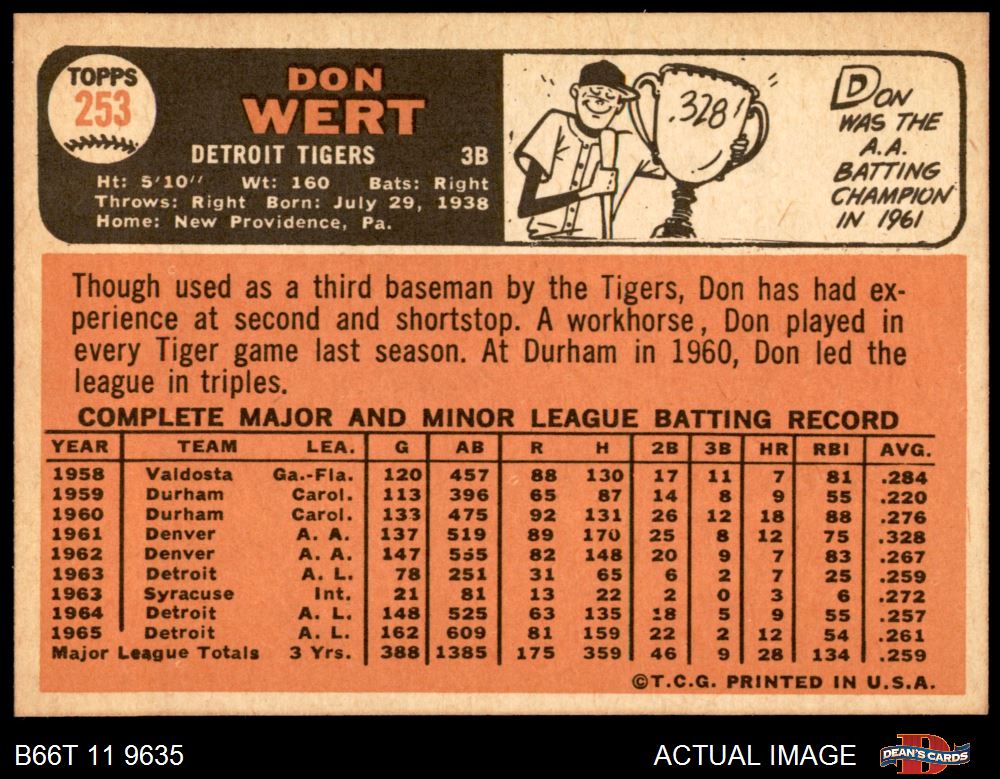 TOPPS
253
DON
WERT
DETROIT TIGERS 3B
Ht: 5'10" Wt: 160 Bats: Right
Throws: Right Born: July 29, 1938
Home: New Providence, Pa.
.328!
DON
WAS THE
A.A.
BATTING
CHAMPION
IN 1961
Though used as a third baseman by the Tigers, Don has had ex-
perience at second and shortstop. A workhorse, Don played in
every Tiger game last season. At Durham in 1960, Don led the
league in triples.
COMPLETE MAJOR AND MINOR LEAGUE BATTING RECORD
YEAR TEAM LEA. G AB R H 2B 3B HR RBI AVG.
1958 Valdosta Ga.-Fla. 120 457 88 130 17 11 7 81 .284
1959 Durham Carol. 113 396 65 87 14 8 9 55 .220
1960 Durham Carol. 133 475 92 131 26 12 18 88 .276
1961 Denver A. A. 137 519 89 170 25 8 12 75 .328
1962 Denver A. A. 147 555 82 148 20 9 7 83 .267
1963 Detroit A. L. 78 251 31 65 6 2 7 25 .259
1963 Syracuse Int. 21 81 13 22 2 0 3 6 .272
1964 Detroit A. L. 148 525 63 135 18 5 9 55 .257
1965 Detroit A. L. 162 609 81 159 22 2 12 54 .261
Major League Totals 3 Yrs. 388 1385 175 359 46 9 28 134 .259
©T.C.G. PRINTED IN U.S.A.
B66T 11 9635
ACTUAL IMAGE
DEAN'S CARDS